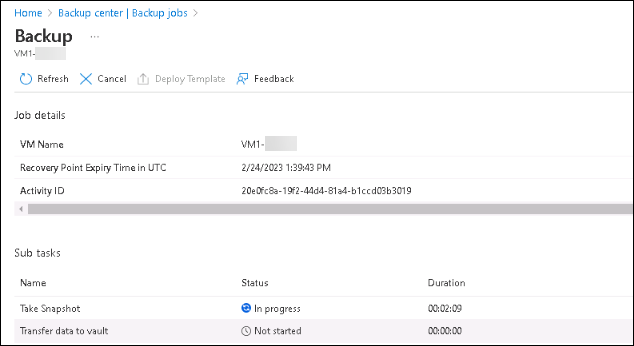 Home > Backup center | Backup jobs >
Backup ...
VM1-
Refresh Cancel Deploy Template Feedback
Job details
VM Name VM1-
Recovery Point Expiry Time in UTC 2/24/2023 1:39:43 PM
Activity ID 20e0fc8a-19f2-44d4-81a4-b1ccd03b3019
Sub tasks
Name Status Duration
Take Snapshot In progress 00:02:09
Transfer data to vault Not started 00:00:00